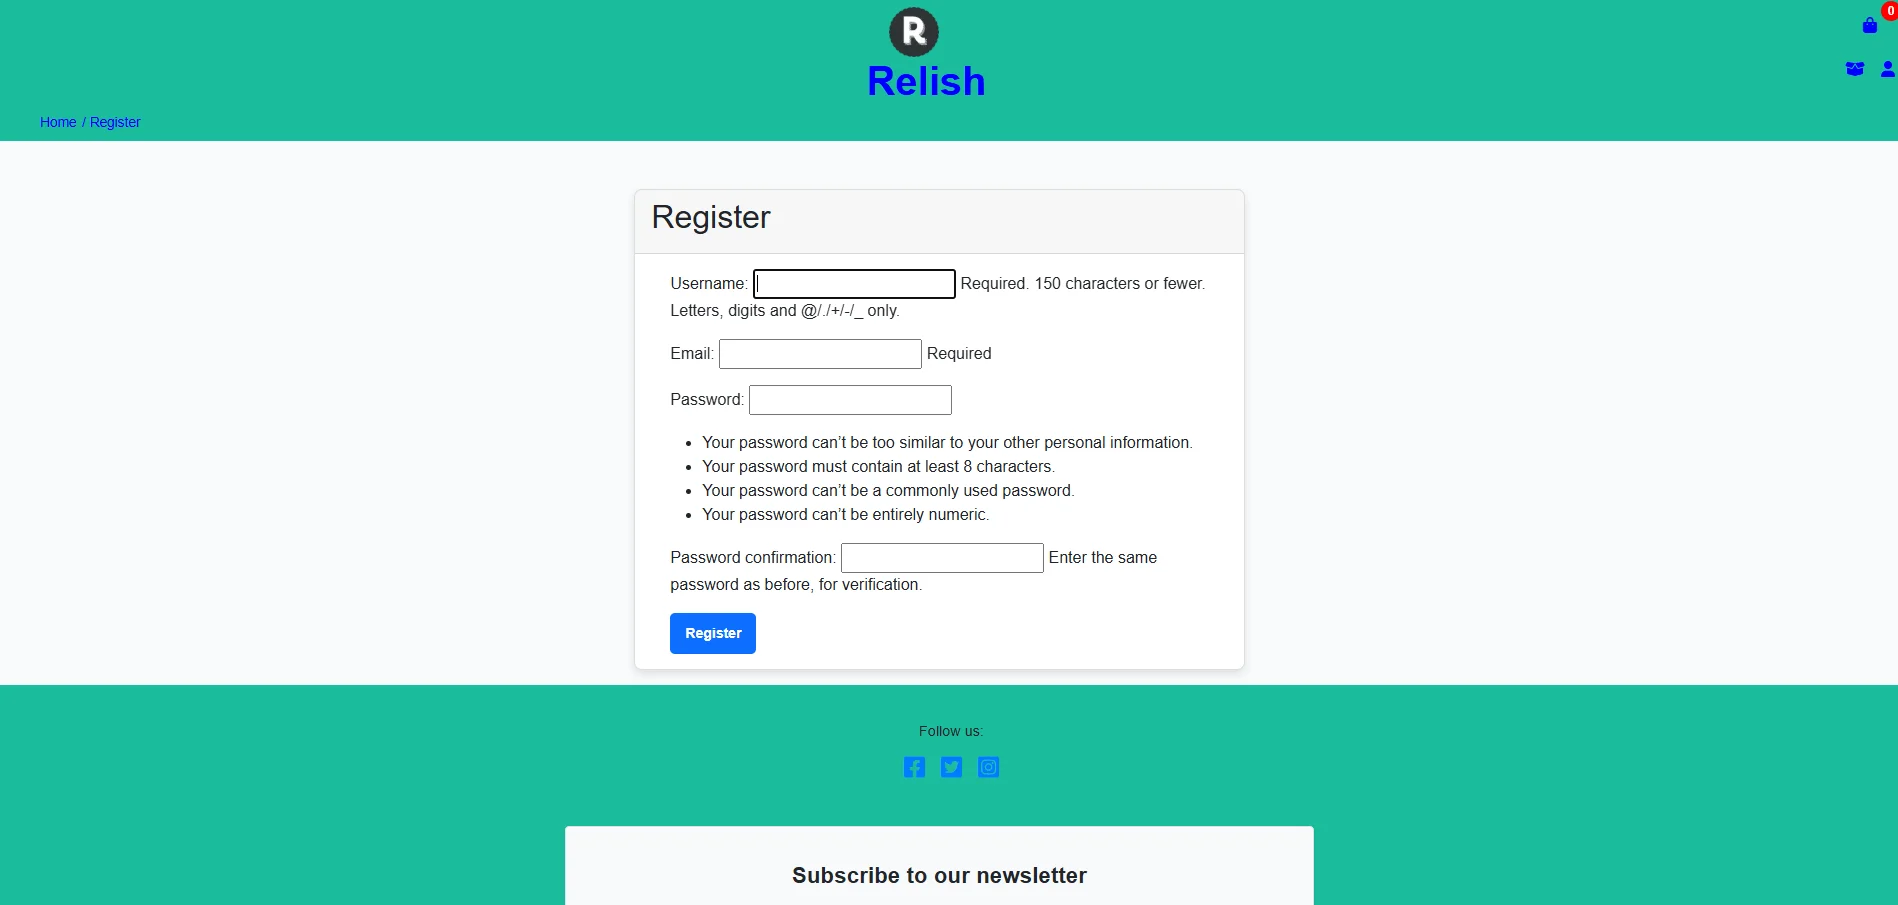 R
0
Relish
Home / Register
Register
Username: Required. 150 characters or fewer.
Letters, digits and @/./+/-/_ only.
Email: Required
Password:
• Your password can’t be too similar to your other personal information.
• Your password must contain at least 8 characters.
• Your password can’t be a commonly used password.
• Your password can’t be entirely numeric.
Password confirmation: Enter the same
password as before, for verification.
Register
Follow us:
Subscribe to our newsletter